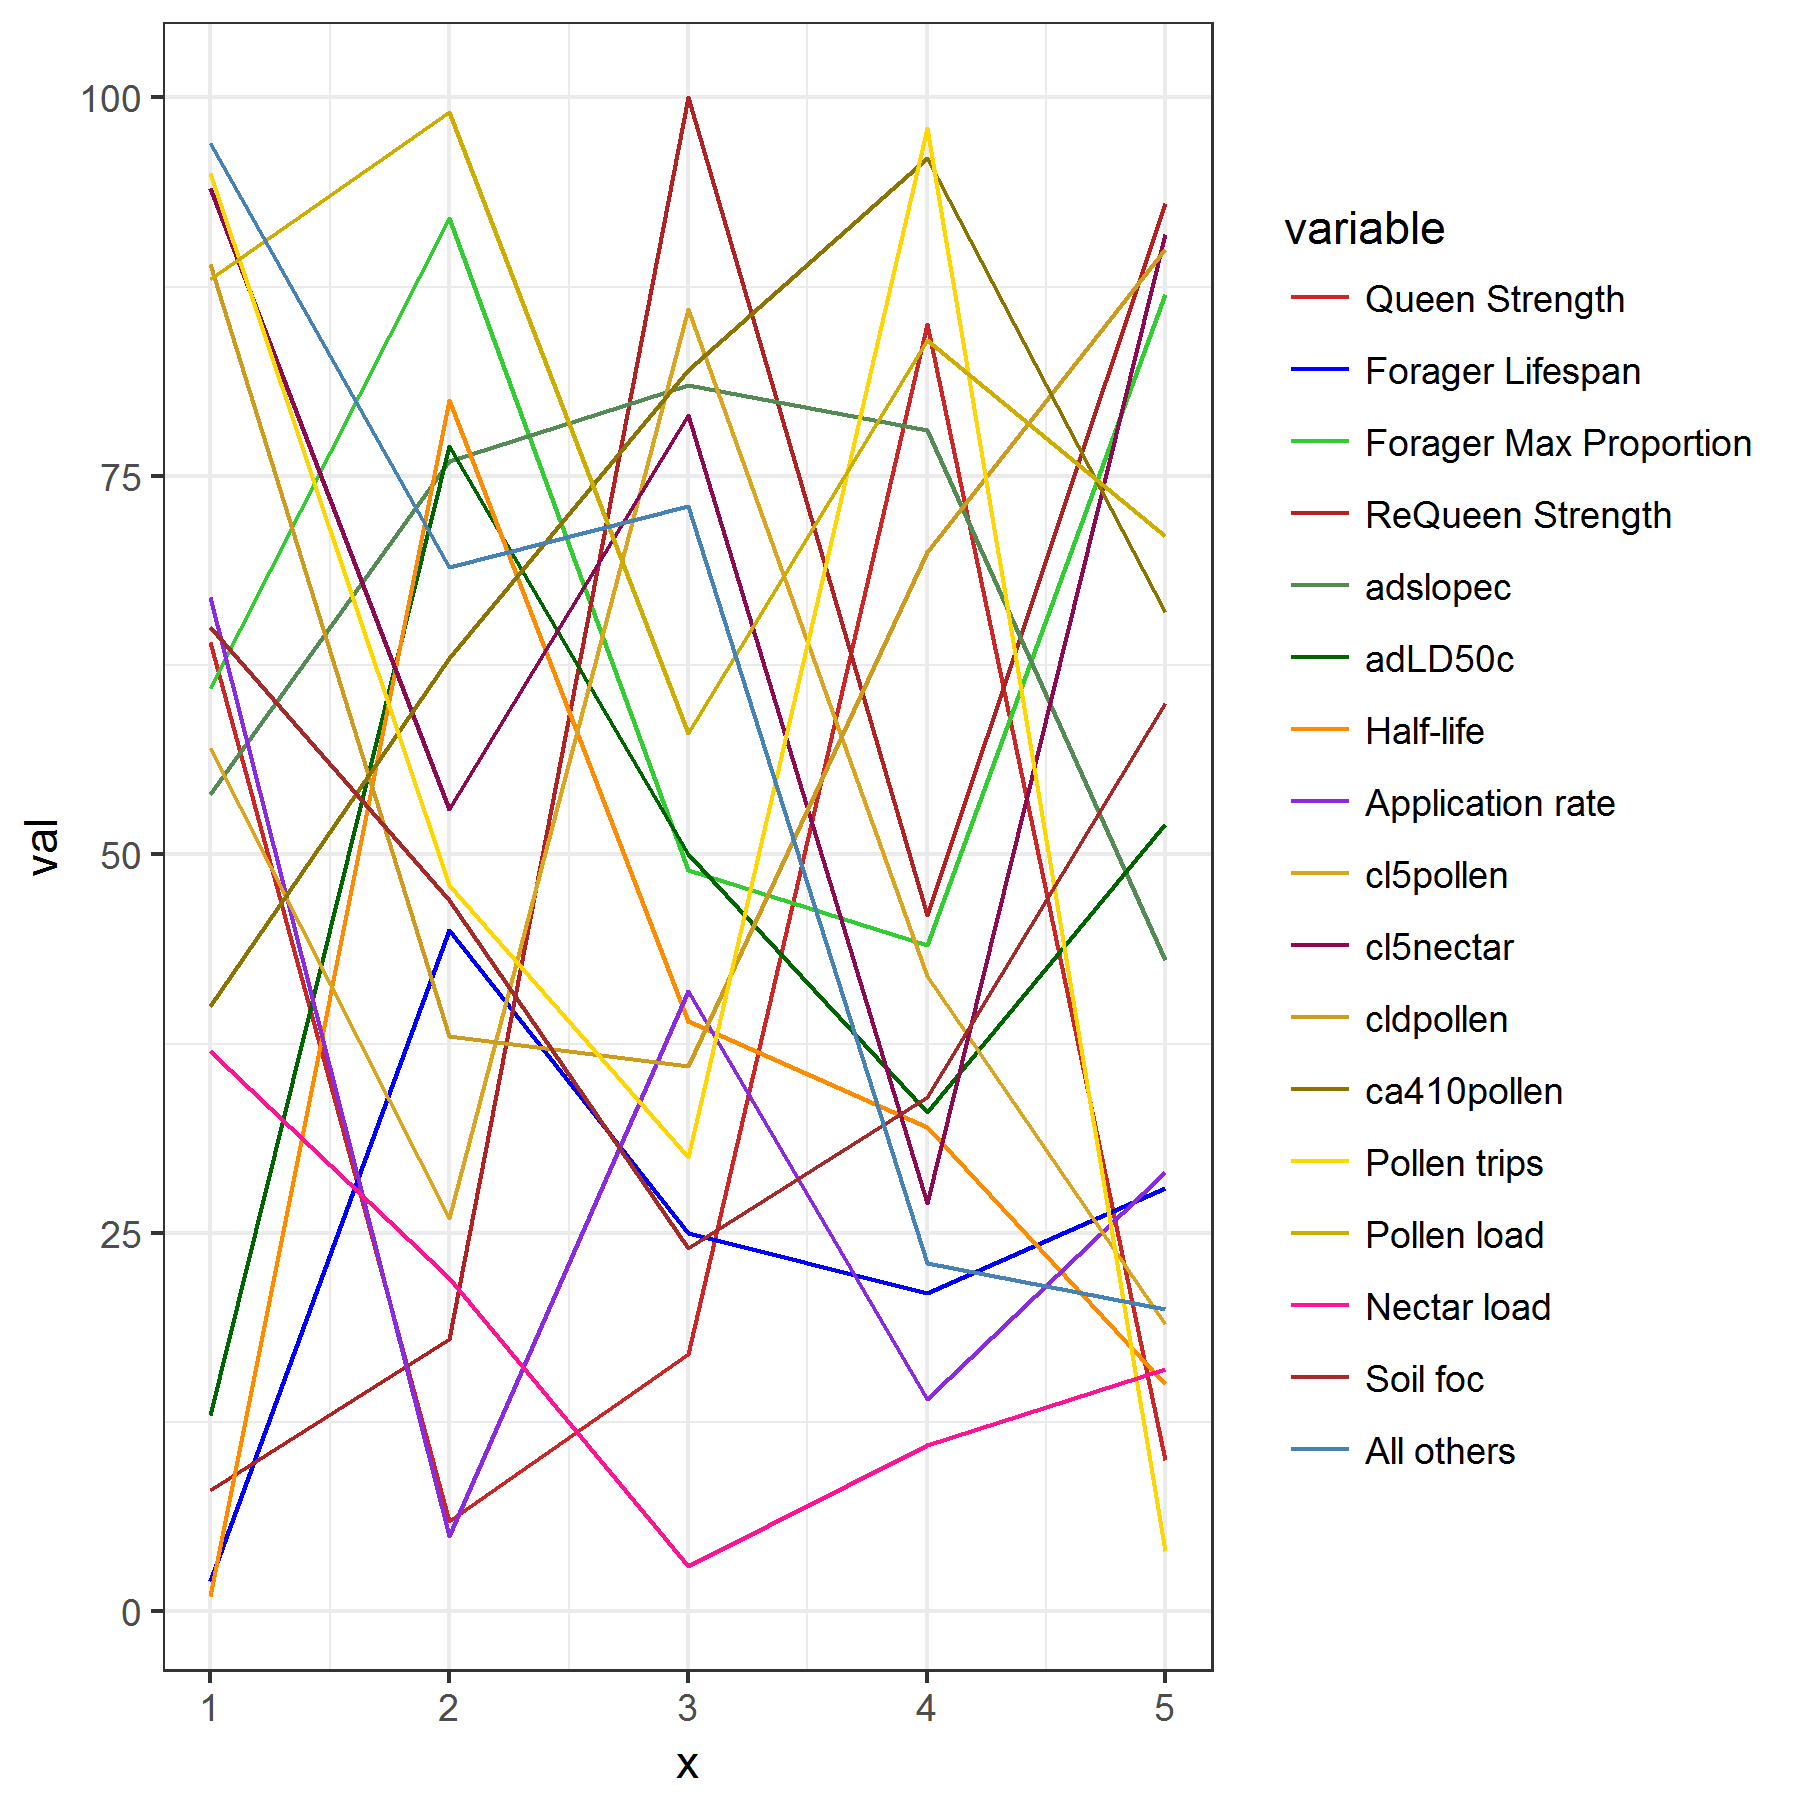 100
75
50
25
0
val
1 2 3 4 5
x
variable
Queen Strength
Forager Lifespan
Forager Max Proportion
ReQueen Strength
adslopec
adLD50c
Half-life
Application rate
cl5pollen
cl5nectar
cldpollen
ca410pollen
Pollen trips
Pollen load
Nectar load
Soil foc
All others